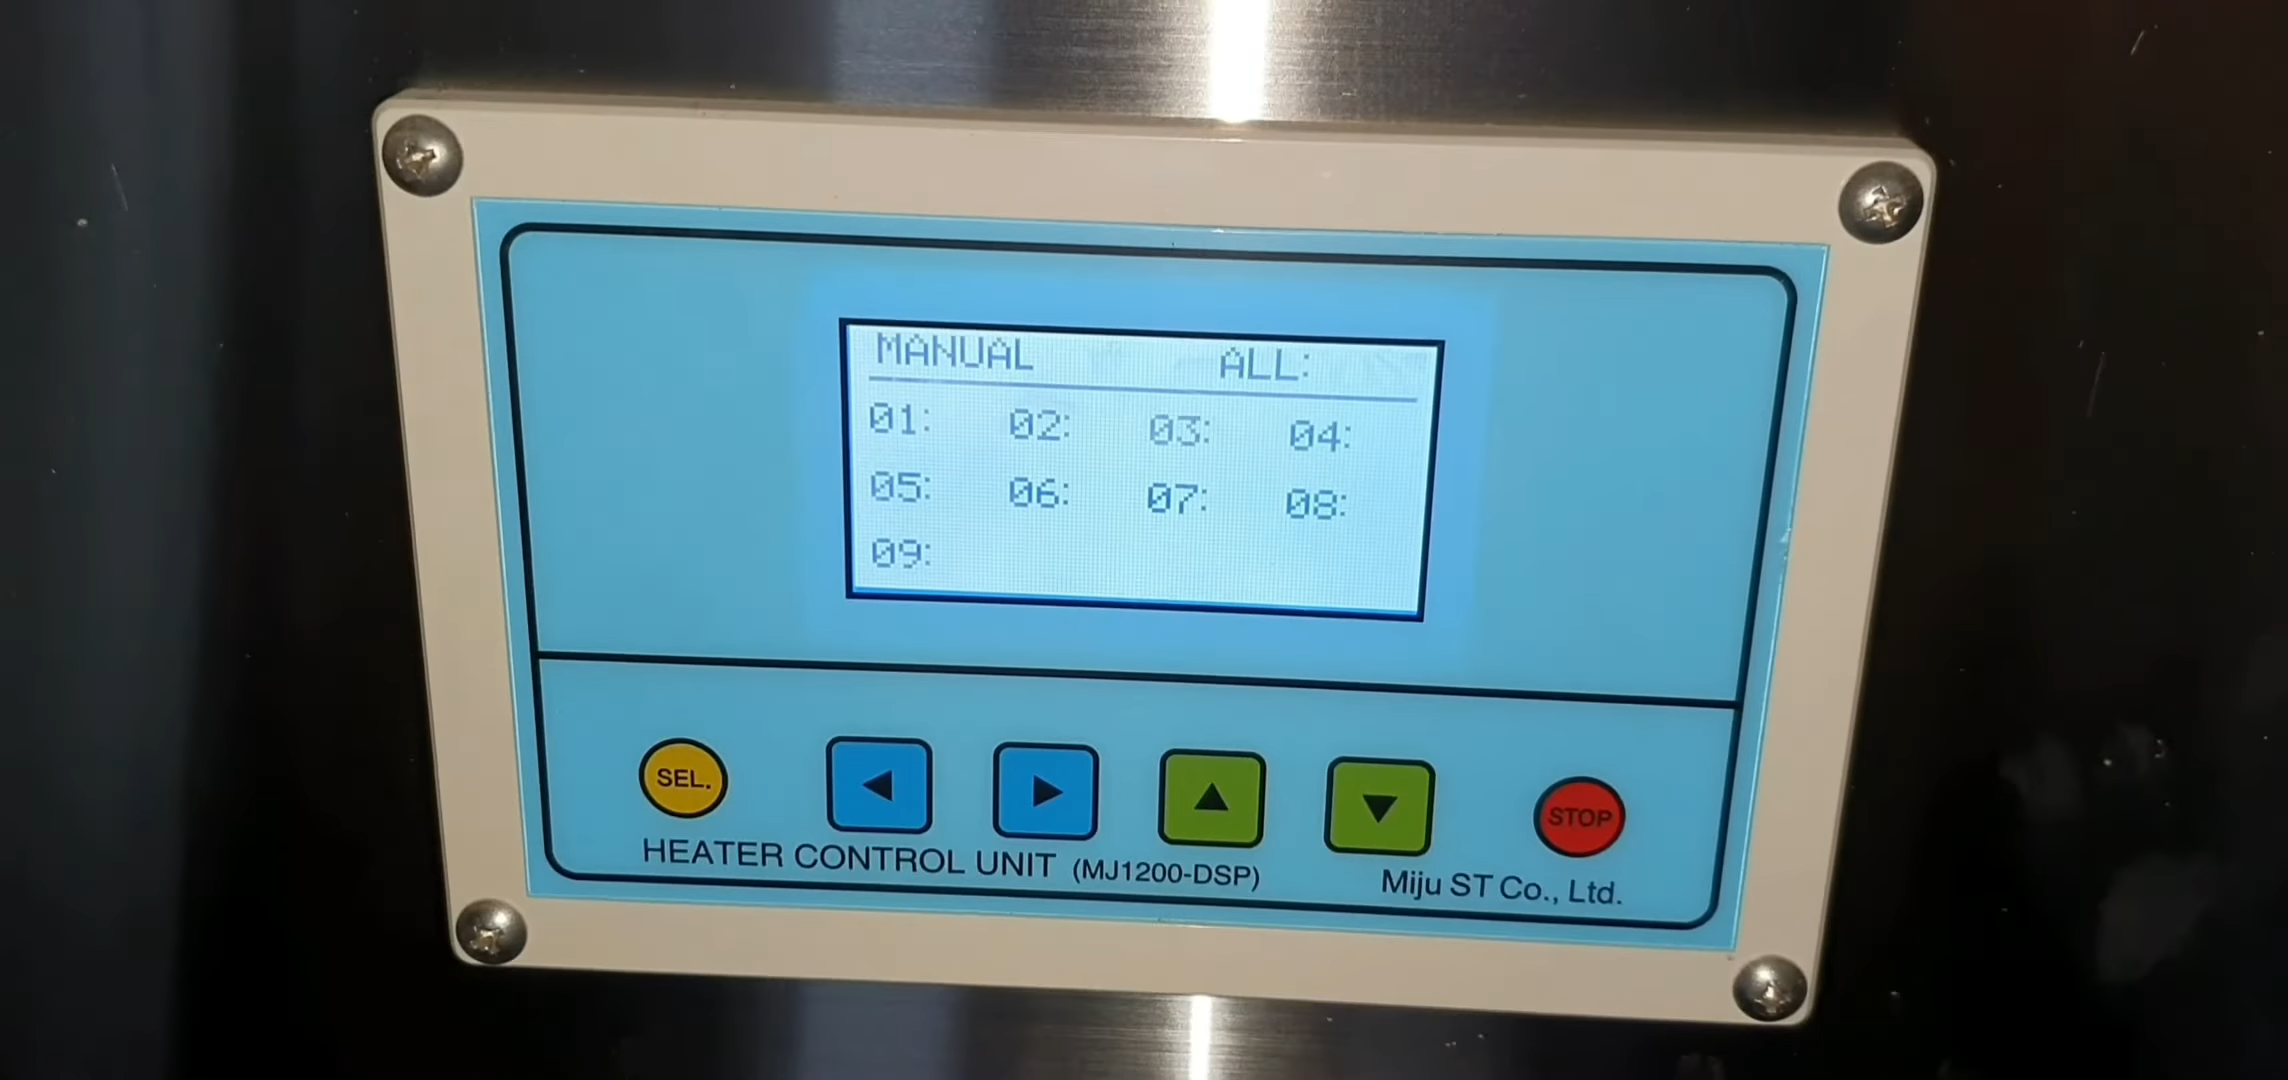 MANUAL ALL:
01: 02: 03: 04:
05: 06: 07: 08:
09:
SEL. ◀ ▶ ▲ ▼ STOP
HEATER CONTROL UNIT (MJ1200-DSP) Miju ST Co., Ltd.